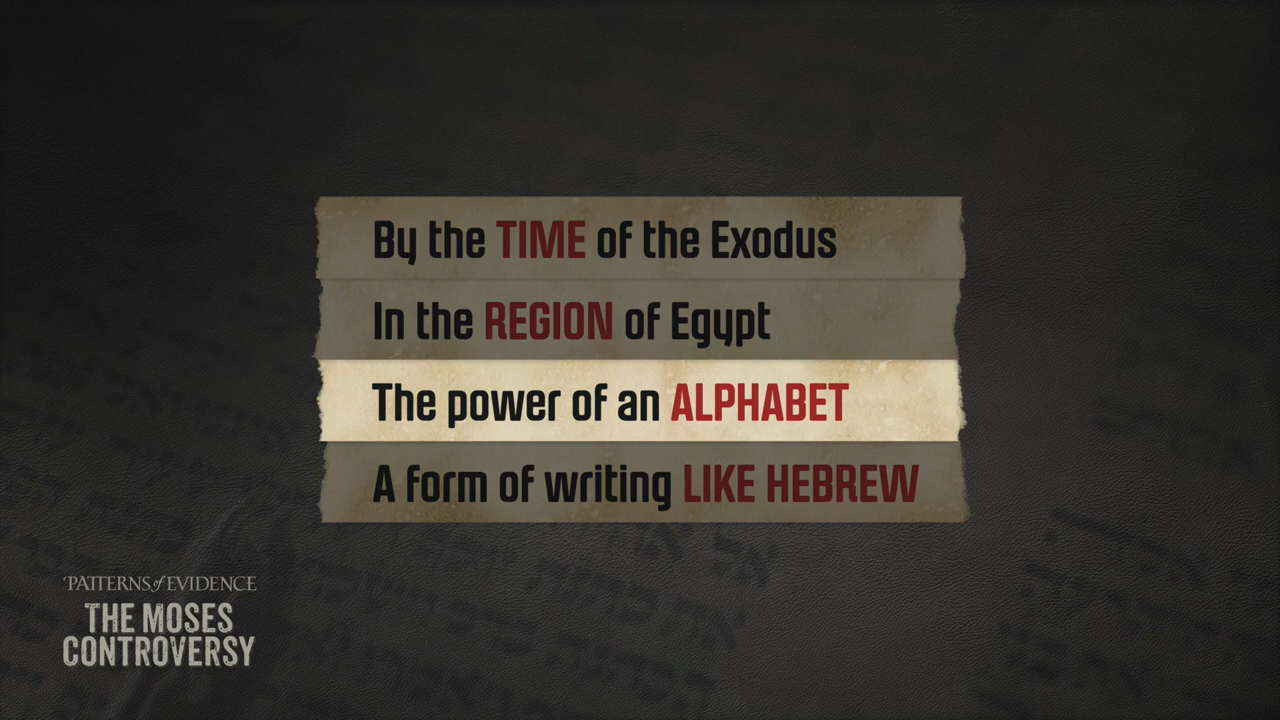 By the TIME of the Exodus
In the REGION of Egypt
The power of an ALPHABET
A form of writing LIKE HEBREW
PATTERNS of EVIDENCE
THE MOSES
CONTROVERSY